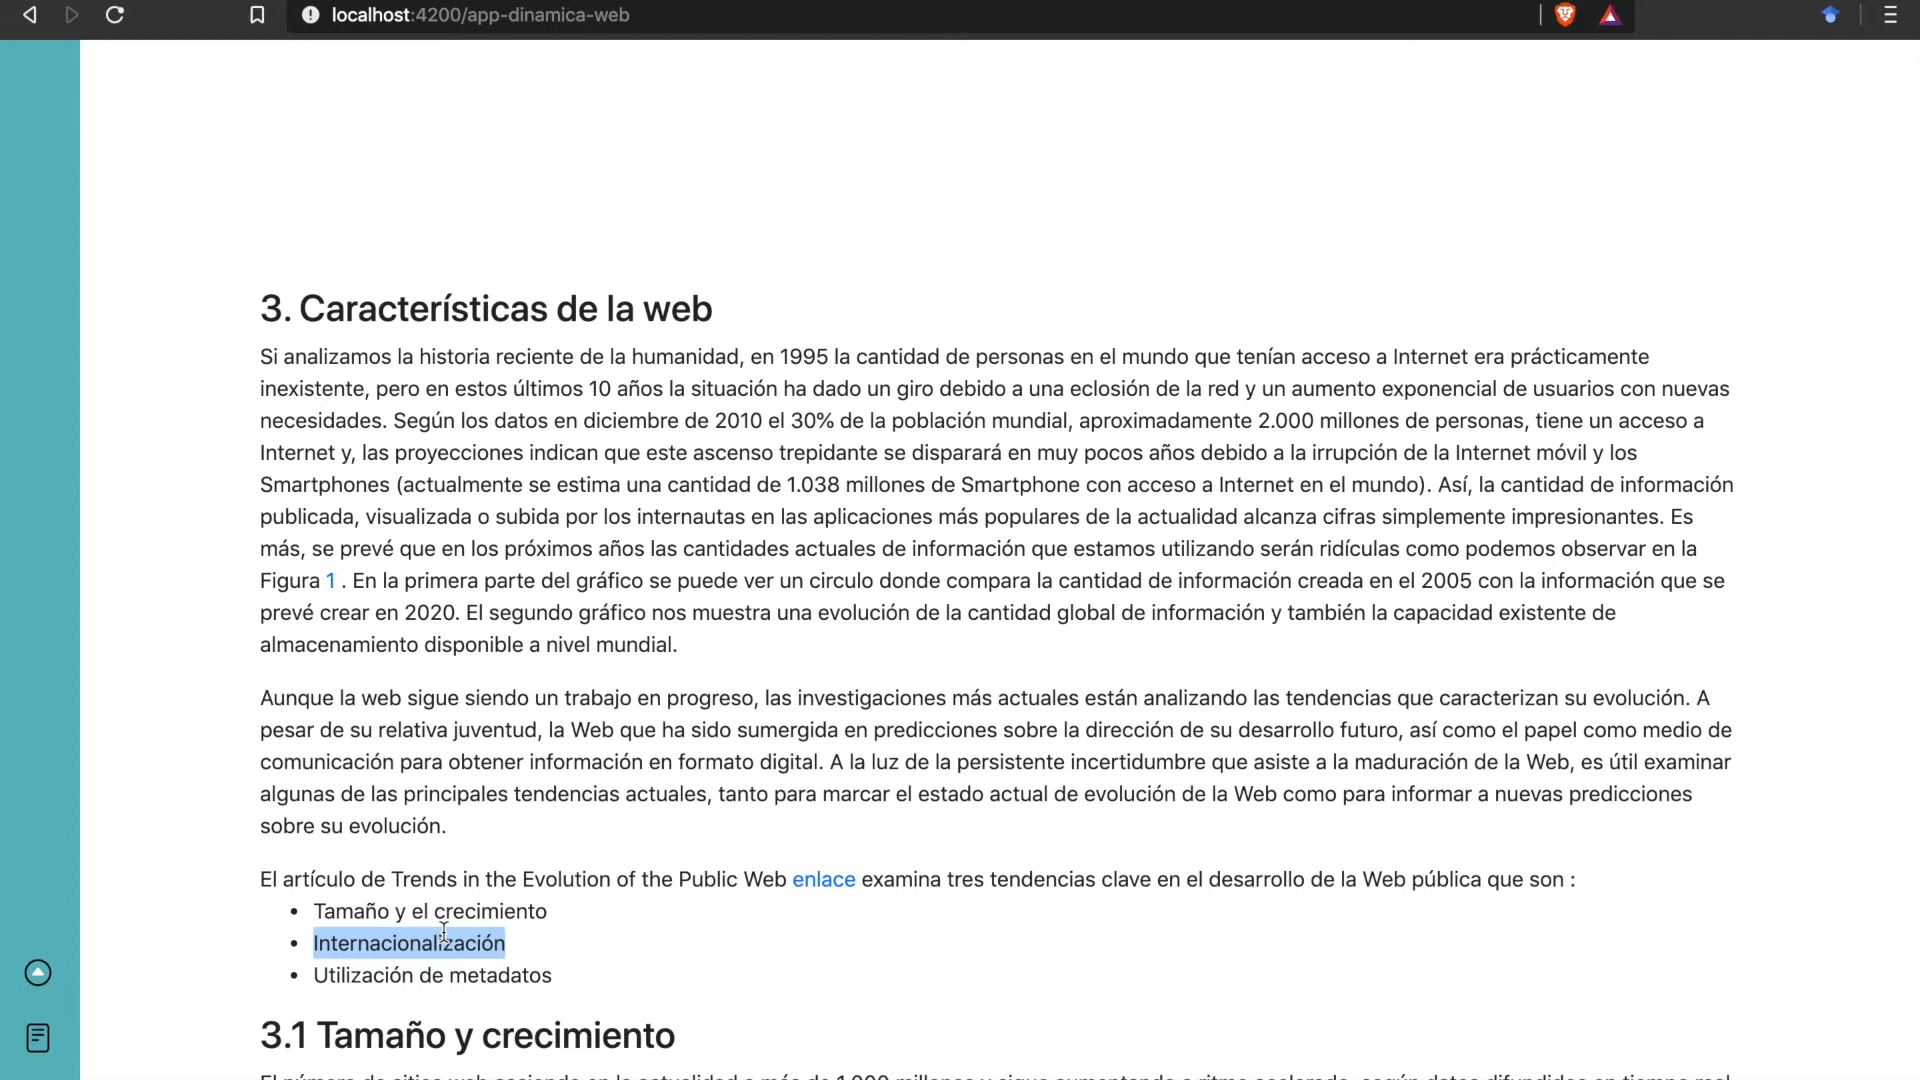 localhost:4200/app-dinamica-web
3. Características de la web
Si analizamos la historia reciente de la humanidad, en 1995 la cantidad de personas en el mundo que tenían acceso a Internet era prácticamente
inexistente, pero en estos últimos 10 años la situación ha dado un giro debido a una eclosión de la red y un aumento exponencial de usuarios con nuevas
necesidades. Según los datos en diciembre de 2010 el 30% de la población mundial, aproximadamente 2.000 millones de personas, tiene un acceso a
Internet y, las proyecciones indican que este ascenso trepidante se disparará en muy pocos años debido a la irrupción de la Internet móvil y los
Smartphones (actualmente se estima una cantidad de 1.038 millones de Smartphone con acceso a Internet en el mundo). Así, la cantidad de información
publicada, visualizada o subida por los internautas en las aplicaciones más populares de la actualidad alcanza cifras simplemente impresionantes. Es
más, se prevé que en los próximos años las cantidades actuales de información que estamos utilizando serán ridículas como podemos observar en la
Figura 1 . En la primera parte del gráfico se puede ver un circulo donde compara la cantidad de información creada en el 2005 con la información que se
prevé crear en 2020. El segundo gráfico nos muestra una evolución de la cantidad global de información y también la capacidad existente de
almacenamiento disponible a nivel mundial.
Aunque la web sigue siendo un trabajo en progreso, las investigaciones más actuales están analizando las tendencias que caracterizan su evolución. A
pesar de su relativa juventud, la Web que ha sido sumergida en predicciones sobre la dirección de su desarrollo futuro, así como el papel como medio de
comunicación para obtener información en formato digital. A la luz de la persistente incertidumbre que asiste a la maduración de la Web, es útil examinar
algunas de las principales tendencias actuales, tanto para marcar el estado actual de evolución de la Web como para informar a nuevas predicciones
sobre su evolución.
El artículo de Trends in the Evolution of the Public Web enlace examina tres tendencias clave en el desarrollo de la Web pública que son :
• Tamaño y el crecimiento
• Internacionalización
• Utilización de metadatos
3.1 Tamaño y crecimiento